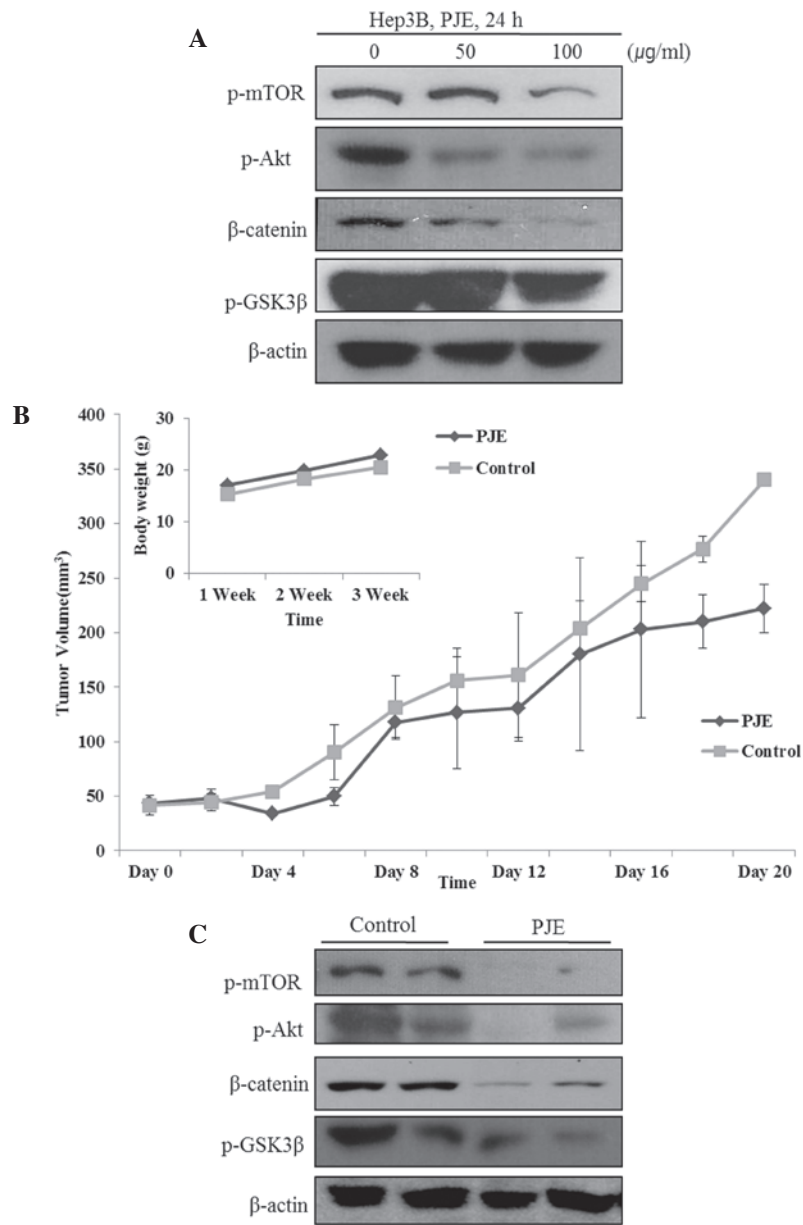 A
Hep3B, PJE, 24 h
0 50 100 (μg/ml)
p-mTOR
p-Akt
β-catenin
p-GSK3β
β-actin
B
400
350
300
250
200
150
100
50
0
Tumor Volume(mm³)
Day 0 Day 4 Day 8 Day 12 Day 16 Day 20
Time
30
20
10
0
Body weight (g)
1 Week 2 Week 3 Week
Time
PJE
Control
PJE
Control
C
Control PJE
p-mTOR
p-Akt
β-catenin
p-GSK3β
β-actin